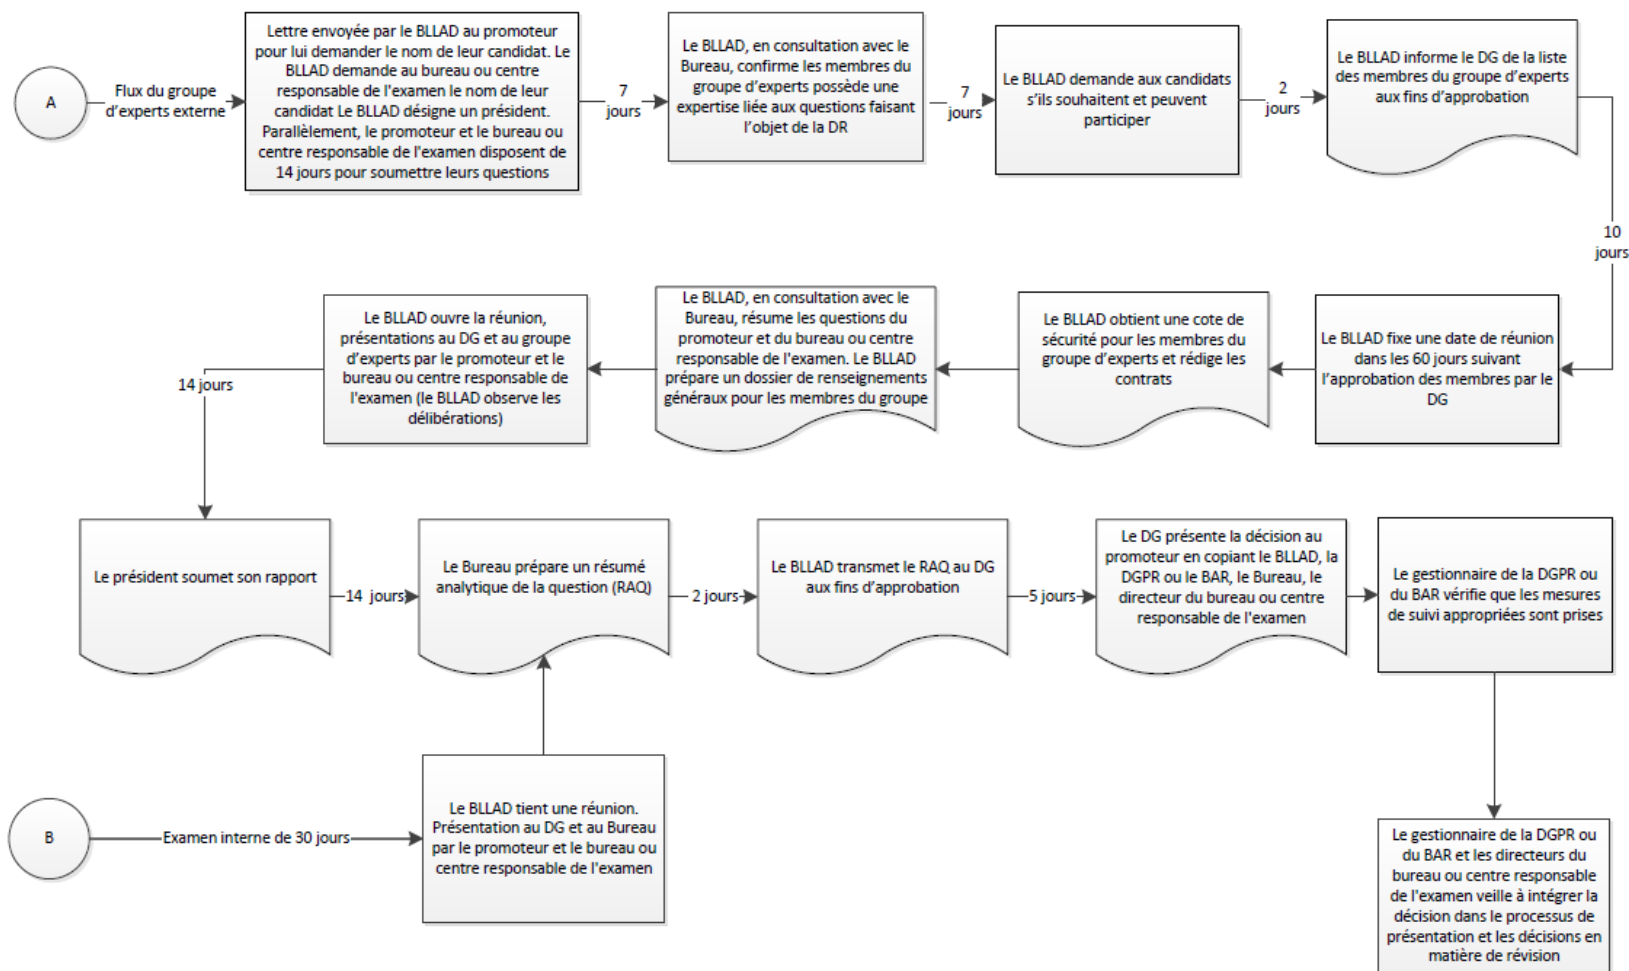 A
Flux du groupe
d’experts externe
Lettre envoyée par le BLLAD au promoteur
pour lui demander le nom de leur candidat. Le
BLLAD demande au bureau ou centre
responsable de l'examen le nom de leur
candidat Le BLLAD désigne un président.
Parallèlement, le promoteur et le bureau ou
centre responsable de l'examen disposent de
14 jours pour soumettre leurs questions
7
jours
Le BLLAD, en consultation avec le
Bureau, confirme les membres du
groupe d’experts possède une
expertise liée aux questions faisant
l’objet de la DR
7
jours
Le BLLAD demande aux candidats
s’ils souhaitent et peuvent
participer
2
jours
Le BLLAD informe le DG de la liste
des membres du groupe d’experts
aux fins d’approbation
10
jours
Le BLLAD fixe une date de réunion
dans les 60 jours suivant
l’approbation des membres par le
DG
Le BLLAD obtient une cote de
sécurité pour les membres du
groupe d’experts et rédige les
contrats
Le BLLAD, en consultation avec le
Bureau, résume les questions du
promoteur et du bureau ou centre
responsable de l'examen. Le BLLAD
prépare un dossier de renseignements
généraux pour les membres du groupe
Le BLLAD ouvre la réunion,
présentations au DG et au groupe
d’experts par le promoteur et le
bureau ou centre responsable de
l'examen (le BLLAD observe les
délibérations)
14 jours
Le président soumet son rapport
14 jours
Le Bureau prépare un résumé
analytique de la question (RAQ)
2 jours
Le BLLAD transmet le RAQ au DG
aux fins d’approbation
5 jours
Le DG présente la décision au
promoteur en copiant le BLLAD, la
DGPR ou le BAR, le Bureau, le
directeur du bureau ou centre
responsable de l'examen
Le gestionnaire de la DGPR ou
du BAR vérifie que les mesures
de suivi appropriées sont prises
B
Examen interne de 30 jours
Le BLLAD tient une réunion.
Présentation au DG et au Bureau
par le promoteur et le bureau ou
centre responsable de l'examen
Le gestionnaire de la DGPR ou
du BAR et les directeurs du
bureau ou centre responsable
de l'examen veille à intégrer la
décision dans le processus de
présentation et les décisions en
matière de révision